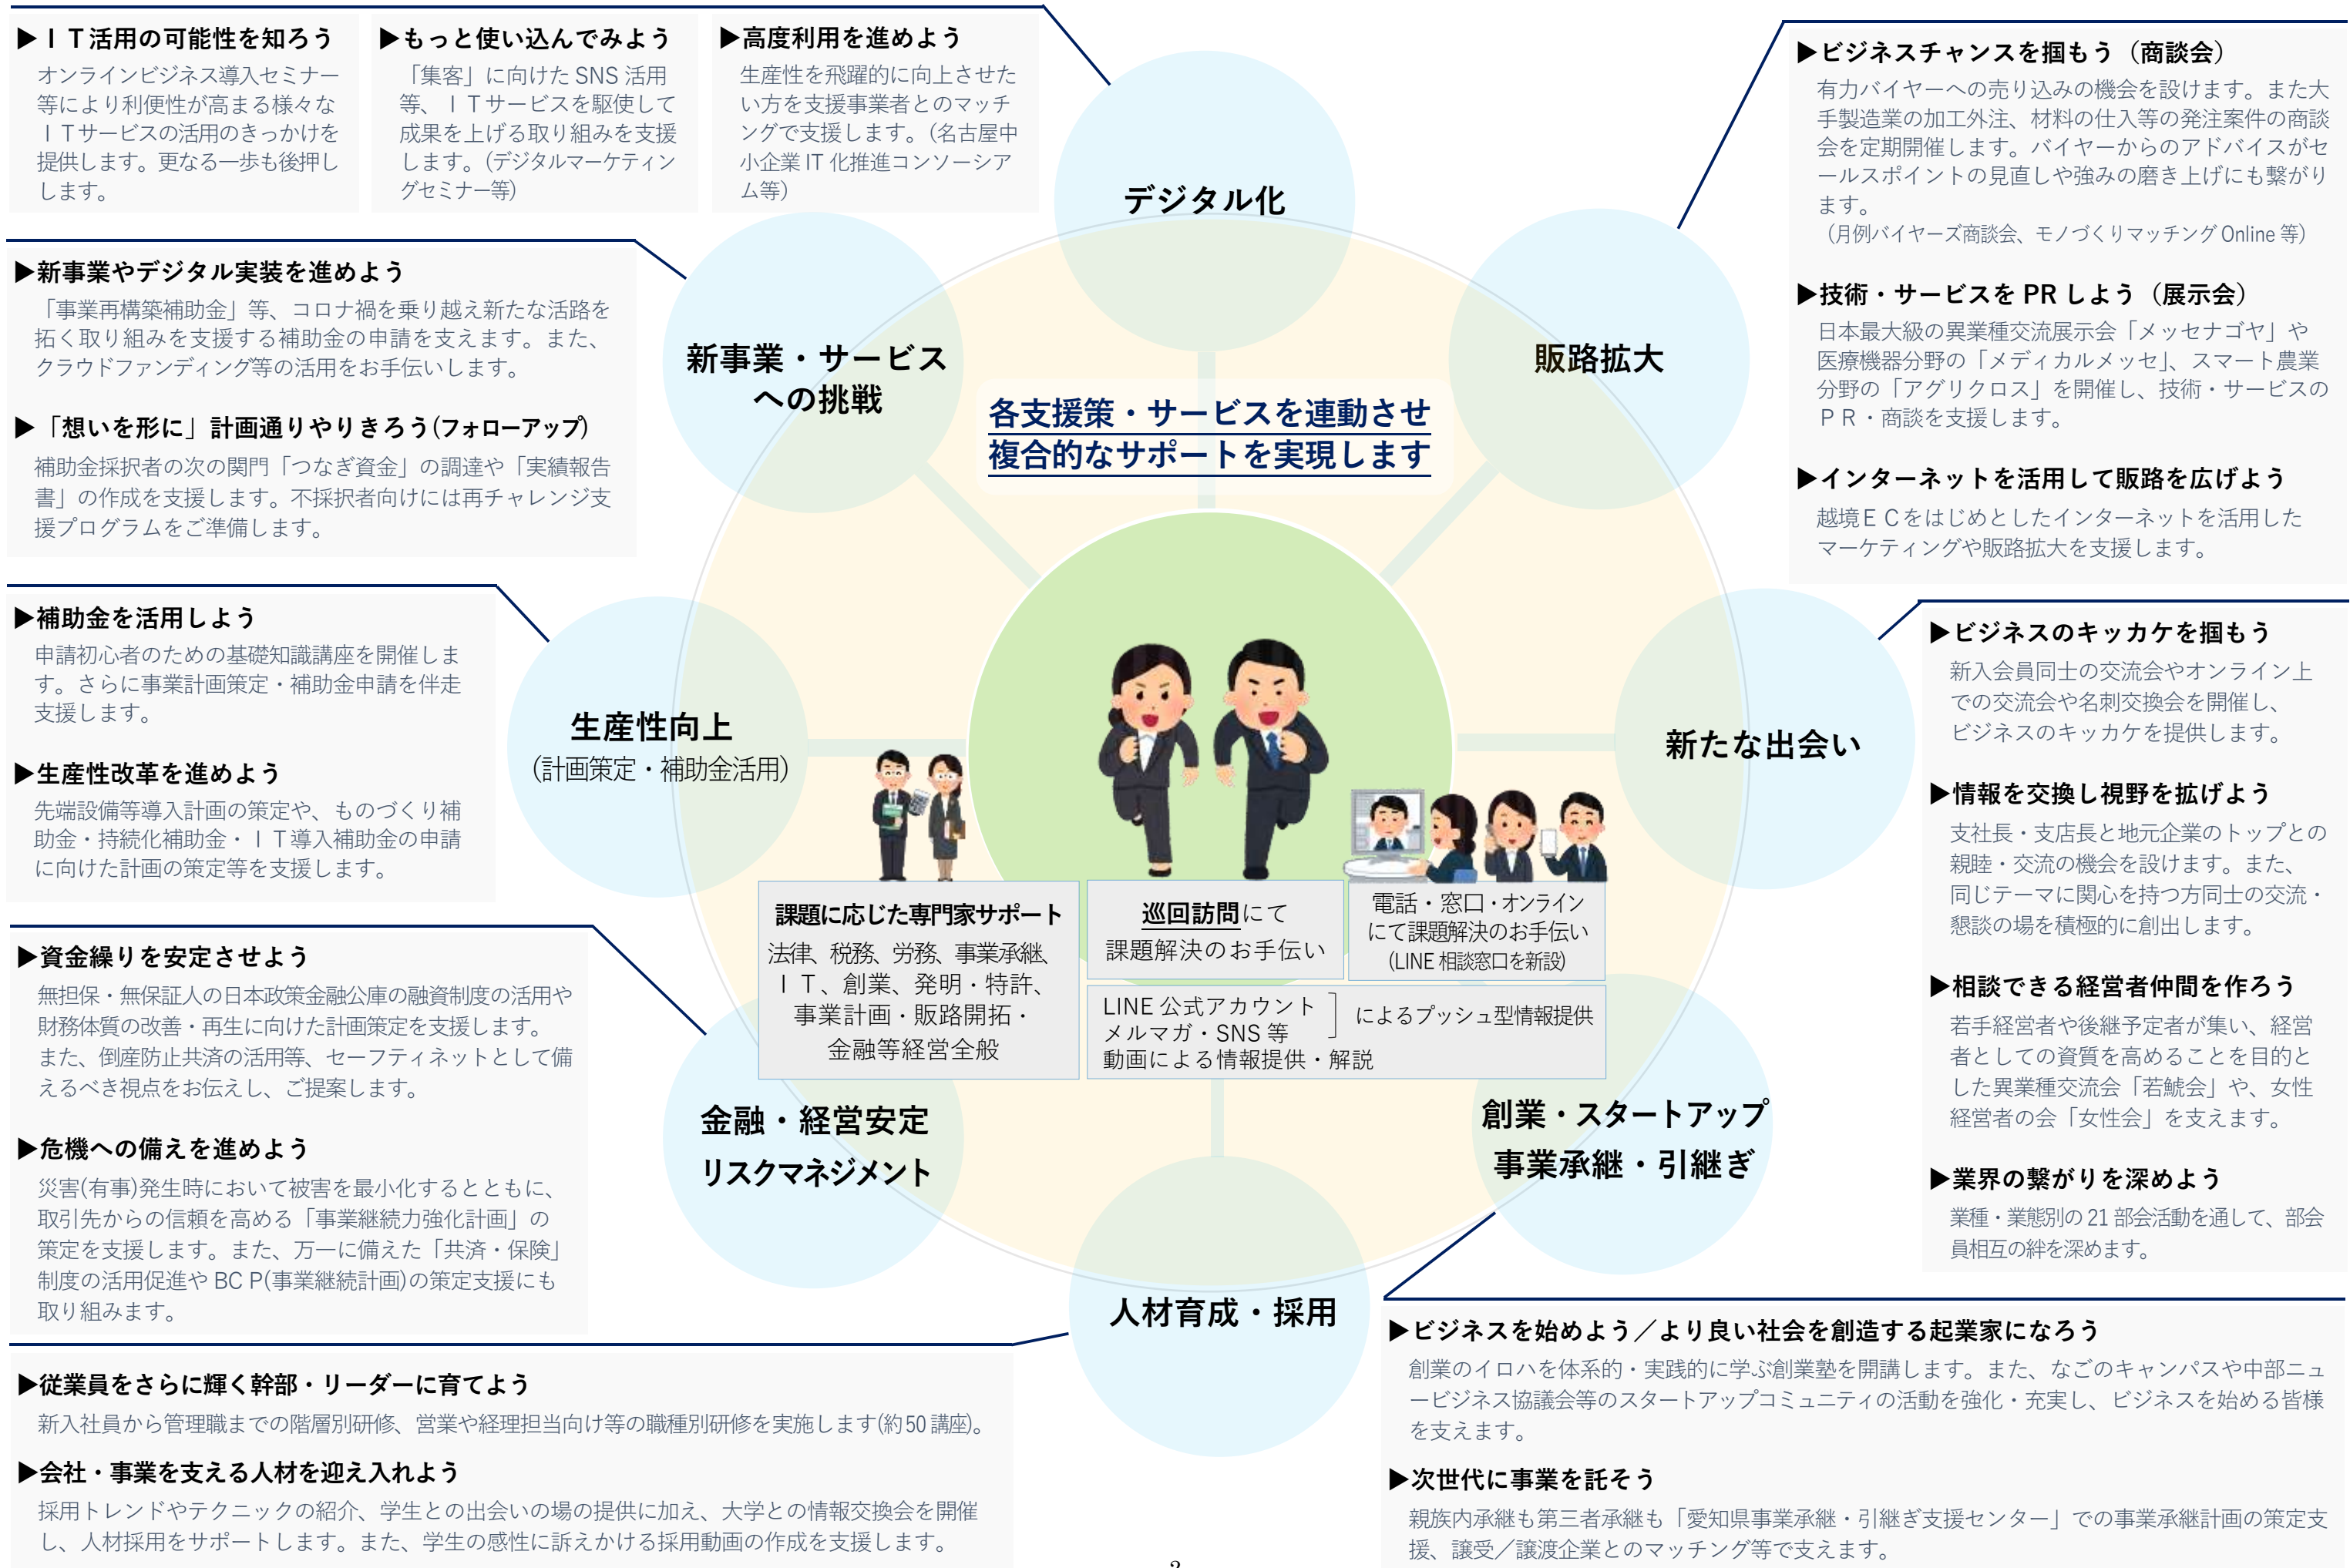 ▶ＩＴ活用の可能性を知ろう
オンラインビジネス導入セミナー
等により利便性が高まる様々な
ＩＴサービスの活用のきっかけを
提供します。更なる一歩も後押し
します。
▶もっと使い込んでみよう
「集客」に向けた SNS 活用
等、ＩＴサービスを駆使して
成果を上げる取り組みを支援
します。（デジタルマーケティン
グセミナー等）
▶高度利用を進めよう
生産性を飛躍的に向上させた
い方を支援事業者とのマッチ
ングで支援します。（名古屋中
小企業 IT 化推進コンソーシア
ム等）
デジタル化
▶ビジネスチャンスを掴もう（商談会）
有力バイヤーへの売り込みの機会を設けます。また大
手製造業の加工外注、材料の仕入等の発注案件の商談
会を定期開催します。バイヤーからのアドバイスがセ
ールスポイントの見直しや強みの磨き上げにも繋がり
ます。
（月例バイヤーズ商談会、モノづくりマッチング Online 等）
▶技術・サービスを PR しよう（展示会）
日本最大級の異業種交流展示会「メッセナゴヤ」や
医療機器分野の「メディカルメッセ」、スマート農業
分野の「アグリクロス」を開催し、技術・サービスの
ＰＲ・商談を支援します。
▶インターネットを活用して販路を広げよう
越境ＥＣをはじめとしたインターネットを活用した
マーケティングや販路拡大を支援します。
販路拡大
▶新事業やデジタル実装を進めよう
「事業再構築補助金」等、コロナ禍を乗り越え新たな活路を
拓く取り組みを支援する補助金の申請を支えます。また、
クラウドファンディング等の活用をお手伝いします。
▶「想いを形に」計画通りやりきろう(フォローアップ)
補助金採択者の次の関門「つなぎ資金」の調達や「実績報告
書」の作成を支援します。不採択者向けには再チャレンジ支
援プログラムをご準備します。
新事業・サービス
への挑戦
各支援策・サービスを連動させ
複合的なサポートを実現します
▶補助金を活用しよう
申請初心者のための基礎知識講座を開催しま
す。さらに事業計画策定・補助金申請を伴走
支援します。
▶生産性改革を進めよう
先端設備等導入計画の策定や、ものづくり補
助金・持続化補助金・ＩＴ導入補助金の申請
に向けた計画の策定等を支援します。
生産性向上
（計画策定・補助金活用）
新たな出会い
▶ビジネスのキッカケを掴もう
新入会員同士の交流会やオンライン上
での交流会や名刺交換会を開催し、
ビジネスのキッカケを提供します。
▶情報を交換し視野を拡げよう
支社長・支店長と地元企業のトップとの
親睦・交流の機会を設けます。また、
同じテーマに関心を持つ方同士の交流・
懇談の場を積極的に創出します。
▶相談できる経営者仲間を作ろう
若手経営者や後継予定者が集い、経営
者としての資質を高めることを目的と
した異業種交流会「若鯱会」や、女性
経営者の会「女性会」を支えます。
▶業界の繋がりを深めよう
業種・業態別の 21 部会活動を通して、部会
員相互の絆を深めます。
課題に応じた専門家サポート
法律、税務、労務、事業承継、
ＩＴ、創業、発明・特許、
事業計画・販路開拓・
金融等経営全般
巡回訪問にて
課題解決のお手伝い
電話・窓口・オンライン
にて課題解決のお手伝い
(LINE 相談窓口を新設)
LINE 公式アカウント
メルマガ・SNS 等
によるプッシュ型情報提供
動画による情報提供・解説
▶資金繰りを安定させよう
無担保・無保証人の日本政策金融公庫の融資制度の活用や
財務体質の改善・再生に向けた計画策定を支援します。
また、倒産防止共済の活用等、セーフティネットとして備
えるべき視点をお伝えし、ご提案します。
▶危機への備えを進めよう
災害(有事)発生時において被害を最小化するとともに、
取引先からの信頼を高める「事業継続力強化計画」の
策定を支援します。また、万一に備えた「共済・保険」
制度の活用促進や BC P(事業継続計画)の策定支援にも
取り組みます。
金融・経営安定
リスクマネジメント
創業・スタートアップ
事業承継・引継ぎ
人材育成・採用
▶従業員をさらに輝く幹部・リーダーに育てよう
新入社員から管理職までの階層別研修、営業や経理担当向け等の職種別研修を実施します(約 50 講座)。
▶会社・事業を支える人材を迎え入れよう
採用トレンドやテクニックの紹介、学生との出会いの場の提供に加え、大学との情報交換会を開催
し、人材採用をサポートします。また、学生の感性に訴えかける採用動画の作成を支援します。
▶ビジネスを始めよう／より良い社会を創造する起業家になろう
創業のイロハを体系的・実践的に学ぶ創業塾を開講します。また、なごのキャンパスや中部ニュ
ービジネス協議会等のスタートアップコミュニティの活動を強化・充実し、ビジネスを始める皆様
を支えます。
▶次世代に事業を託そう
親族内承継も第三者承継も「愛知県事業承継・引継ぎ支援センター」での事業承継計画の策定支
援、譲受／譲渡企業とのマッチング等で支えます。